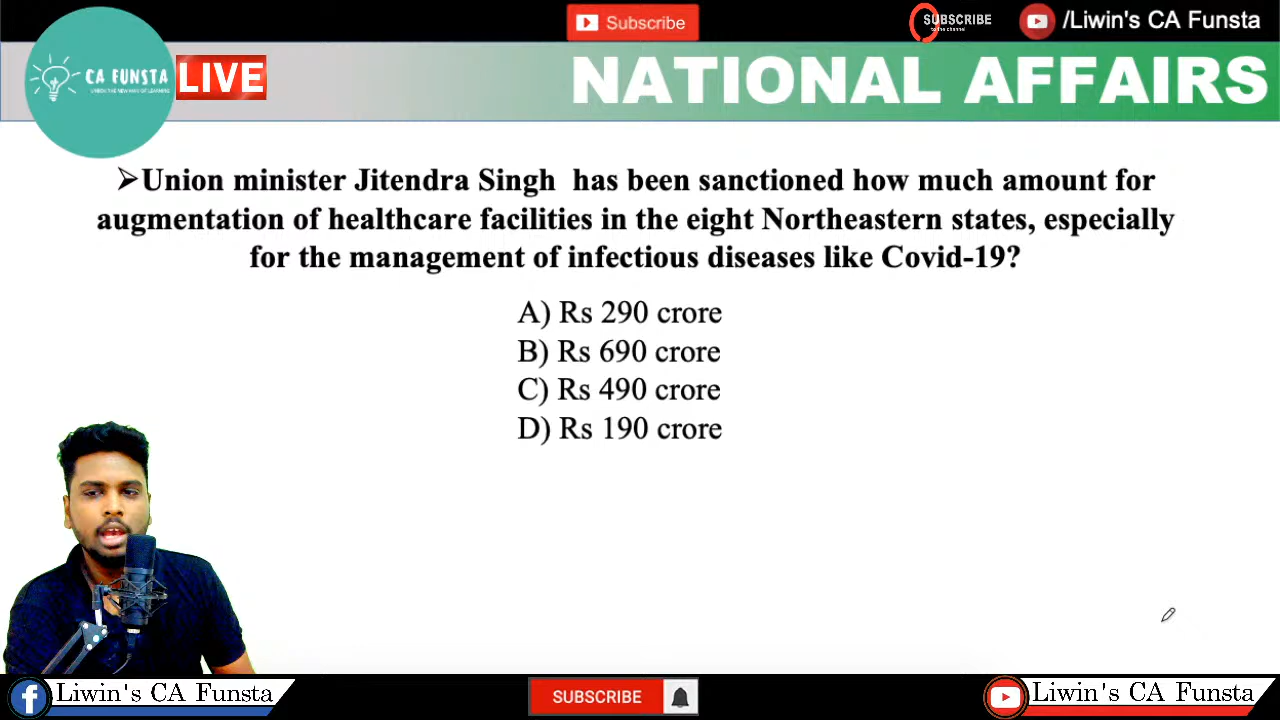 Subscribe
SUBSCRIBE
to the channel
/Liwin's CA Funsta
CA FUNSTA
LIVE
NATIONAL AFFAIRS
➢Union minister Jitendra Singh has been sanctioned how much amount for
augmentation of healthcare facilities in the eight Northeastern states, especially
for the management of infectious diseases like Covid-19?
A) Rs 290 crore
B) Rs 690 crore
C) Rs 490 crore
D) Rs 190 crore
Liwin's CA Funsta
SUBSCRIBE
Liwin's CA Funsta